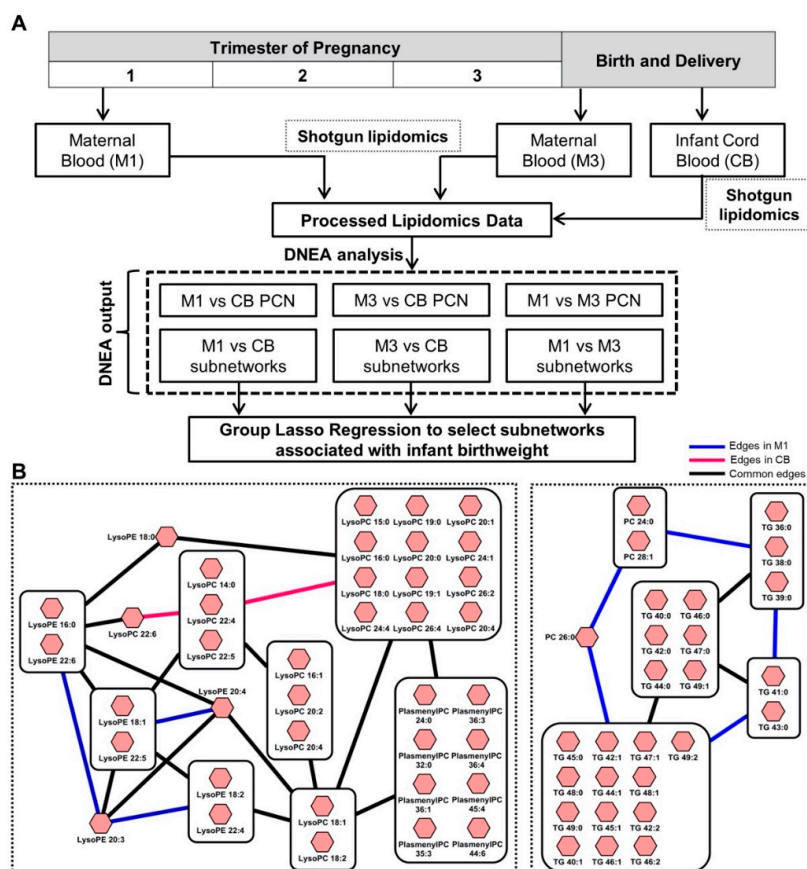 A
Trimester of Pregnancy
Birth and Delivery
1 2 3
Maternal
Blood (M1)
Shotgun lipidomics
Maternal
Blood (M3)
Infant Cord
Blood (CB)
Shotgun
lipidomics
Processed Lipidomics Data
DNEA analysis
DNEA output
M1 vs CB PCN
M3 vs CB PCN
M1 vs M3 PCN
M1 vs CB
subnetworks
M3 vs CB
subnetworks
M1 vs M3
subnetworks
Group Lasso Regression to select subnetworks
associated with infant birthweight
Edges in M1
Edges in CB
Common edges
B
LysoPE 18:0
LysoPE 16:0
LysoPE 22:6
LysoPC 22:6
LysoPC 14:0
LysoPC 22:4
LysoPC 22:5
LysoPC 15:0 LysoPC 19:0 LysoPC 20:1
LysoPC 16:0 LysoPC 20:0 LysoPC 24:1
LysoPC 18:0 LysoPC 19:1 LysoPC 26:2
LysoPC 24:4 LysoPC 26:4 LysoPC 20:4
LysoPC 16:1
LysoPC 20:2
LysoPC 20:4
LysoPE 20:4
LysoPE 18:1
LysoPE 22:5
LysoPE 18:2
LysoPE 22:4
LysoPE 20:3
LysoPC 18:1
LysoPC 18:2
PlasmenylPC
24:0
PlasmenylPC
36:3
PlasmenylPC
32:0
PlasmenylPC
36:4
PlasmenylPC
36:1
PlasmenylPC
45:4
PlasmenylPC
35:3
PlasmenylPC
44:6
PC 24:0
PC 28:1
TG 36:0
TG 38:0
TG 39:0
PC 26:0
TG 40:0 TG 46:0
TG 42:0 TG 47:0
TG 44:0 TG 49:1
TG 41:0
TG 43:0
TG 45:0 TG 42:1 TG 47:1 TG 49:2
TG 48:0 TG 44:1 TG 48:1
TG 49:0 TG 45:1 TG 42:2
TG 40:1 TG 46:1 TG 46:2